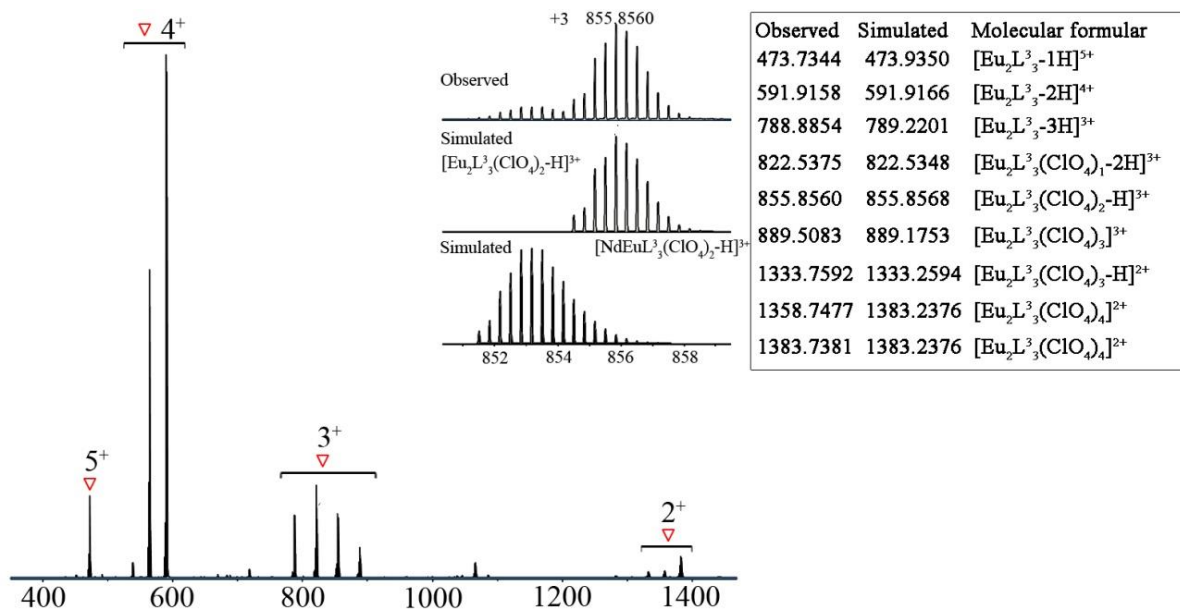 ▽ 4⁺
5⁺
▽
3⁺
▽
2⁺
▽
400 600 800 1000 1200 1400
+3 855.8560
Observed
Simulated
[Eu₂L³₃(ClO₄)₂-H]³⁺
Simulated [NdEuL³₃(ClO₄)₂-H]³⁺
852 854 856 858
Observed Simulated Molecular formular
473.7344 473.9350 [Eu₂L³₃-1H]⁵⁺
591.9158 591.9166 [Eu₂L³₃-2H]⁴⁺
788.8854 789.2201 [Eu₂L³₃-3H]³⁺
822.5375 822.5348 [Eu₂L³₃(ClO₄)₁-2H]³⁺
855.8560 855.8568 [Eu₂L³₃(ClO₄)₂-H]³⁺
889.5083 889.1753 [Eu₂L³₃(ClO₄)₃]³⁺
1333.7592 1333.2594 [Eu₂L³₃(ClO₄)₃-H]²⁺
1358.7477 1383.2376 [Eu₂L³₃(ClO₄)₄]²⁺
1383.7381 1383.2376 [Eu₂L³₃(ClO₄)₄]²⁺